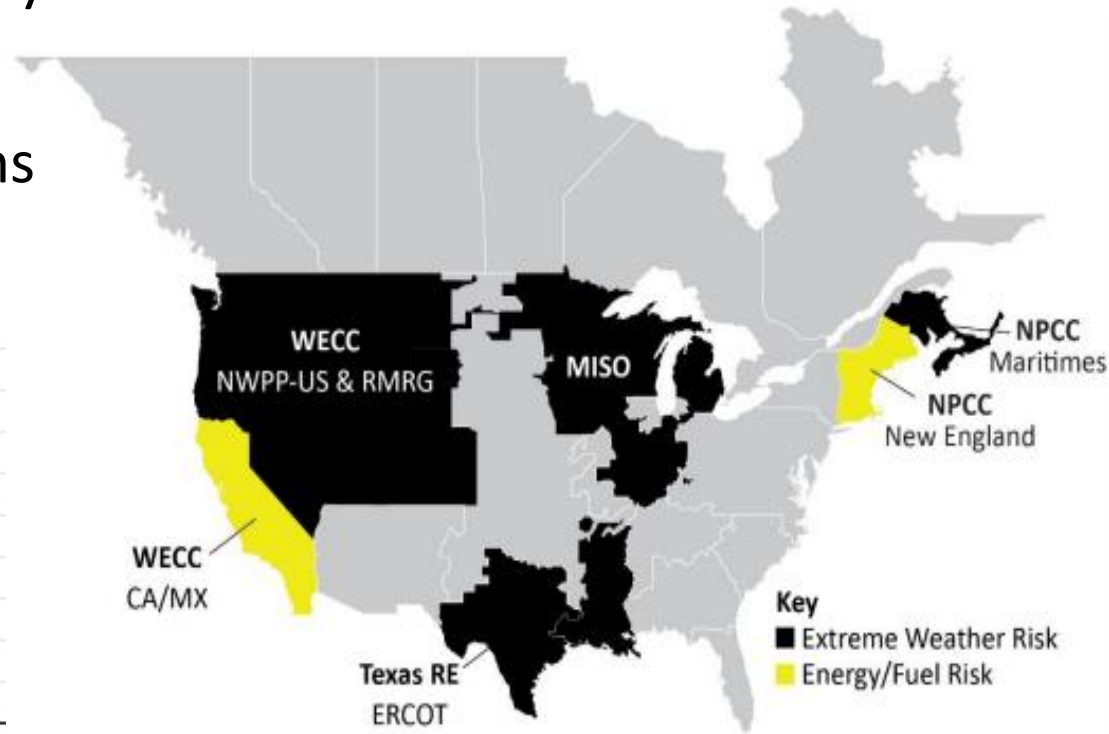 ns
WECC
NWPP-US & RMRG
MISO
NPCC
Maritimes
NPCC
New England
WECC
CA/MX
Key
Extreme Weather Risk
Energy/Fuel Risk
Texas RE
ERCOT